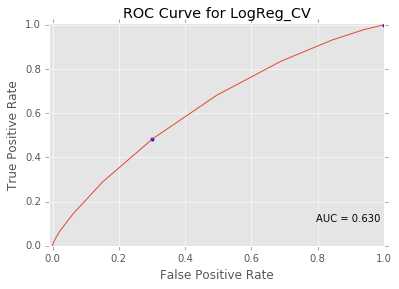 ROC Curve for LogReg_CV
True Positive Rate
1.0
0.8
0.6
0.4
0.2
0.0
AUC = 0.630
0.0 0.2 0.4 0.6 0.8 1.0
False Positive Rate